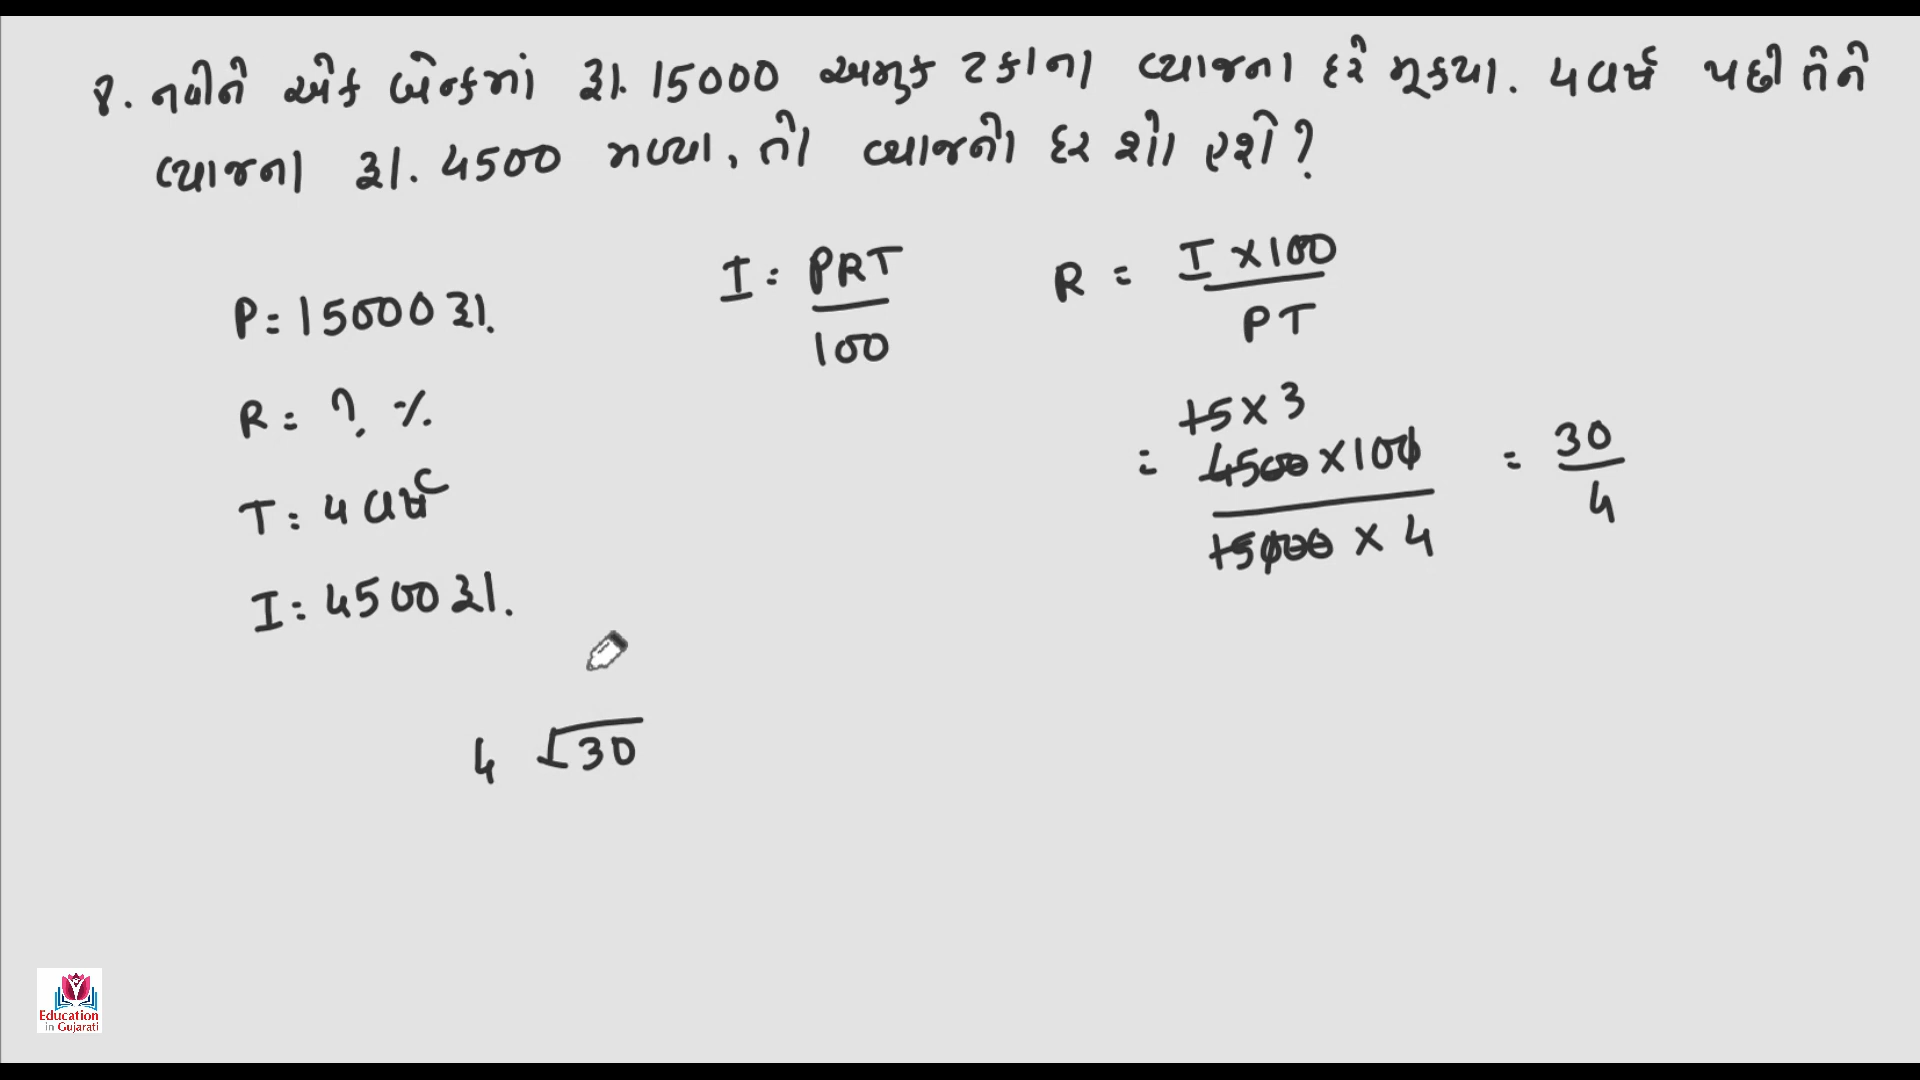 8. નવીને એક બેન્કમાં રૂા. 15000 અમુક ટકાના વ્યાજના દરે મૂકયા. 4 વર્ષ પછી તેને
વ્યાજના રૂા. 4500 મળ્યા, તો વ્યાજનો દર શો હશે?
I = PRT / 100
R = I × 100 / PT
P = 15000 રૂા.
R = ? %
T = 4 વર્ષ
I = 4500 રૂા.
15 × 3
= 4500 × 100 / 15000 × 4 = 30 / 4
4 √30
Education
in Gujarati